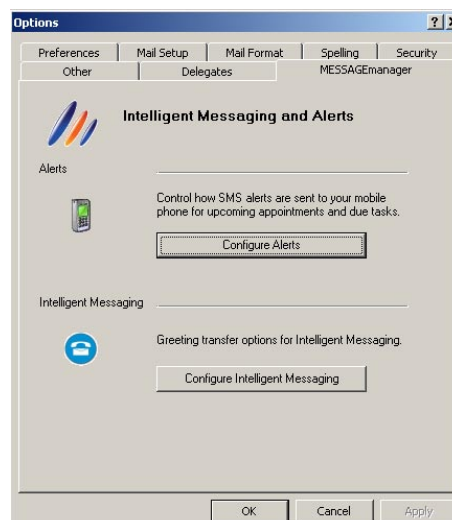 Options
Preferences Mail Setup Mail Format Spelling Security
Other Delegates MESSAGEmanager
Intelligent Messaging and Alerts
Alerts
Control how SMS alerts are sent to your mobile
phone for upcoming appointments and due tasks.
Configure Alerts
Intelligent Messaging
Greeting transfer options for Intelligent Messaging.
Configure Intelligent Messaging
OK Cancel Apply